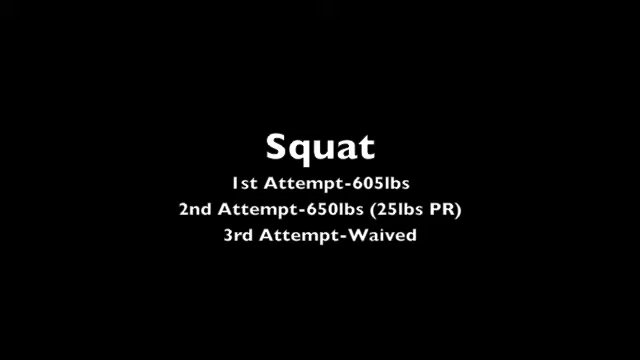 Squat
1st Attempt-605lbs
2nd Attempt-650lbs (25lbs PR)
3rd Attempt-Waived